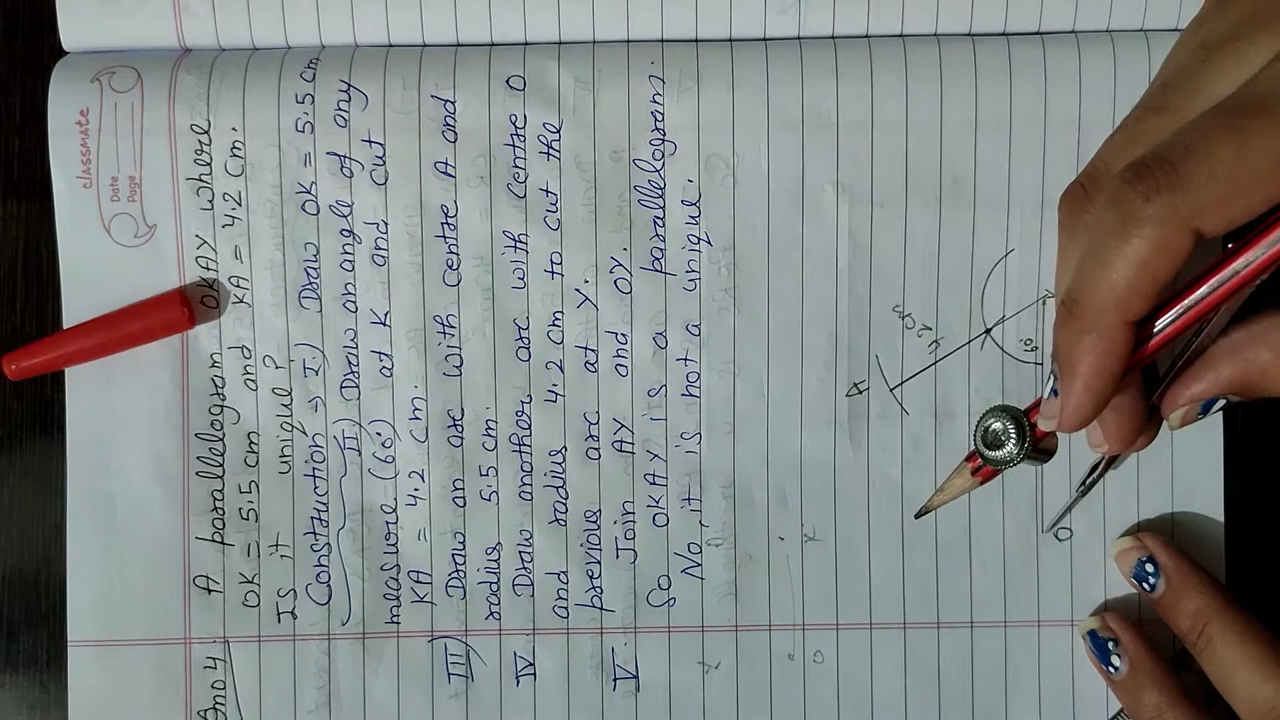 classmate
Date
Page
Qno 4. A parallelogram OKAY where
OK = 5.5 cm and KA = 4.2 Cm.
Is it unique?
Construction → I.) Draw OK = 5.5 Cm
II.) Draw an angle of any
measure (60°) at K and cut
KA = 4.2 cm.
III) Draw an arc with centre A and
radius 5.5 cm.
IV. Draw another arc with centre O
and radius 4.2 cm to cut the
previous arc at Y.
V. Join AY and OY.
So OKAY is a parallelogram.
No, it is not a unique.
A
4.2 cm
60°
K
O